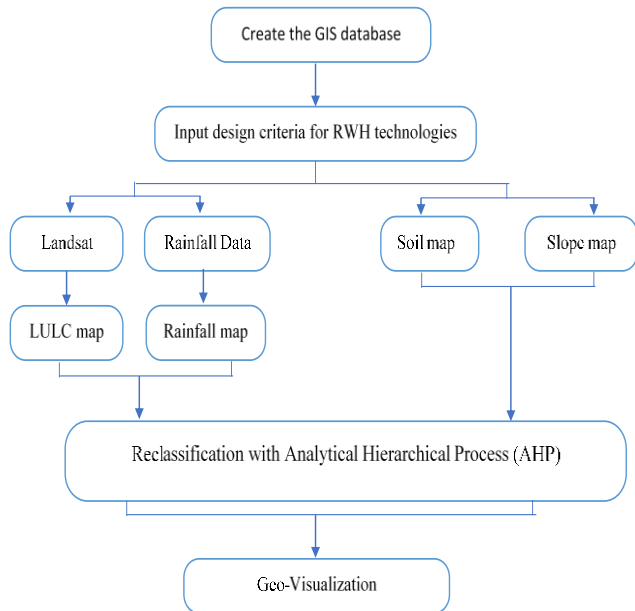 Create the GIS database
Input design criteria for RWH technologies
Landsat
Rainfall Data
Soil map
Slope map
LULC map
Rainfall map
Reclassification with Analytical Hierarchical Process (AHP)
Geo-Visualization